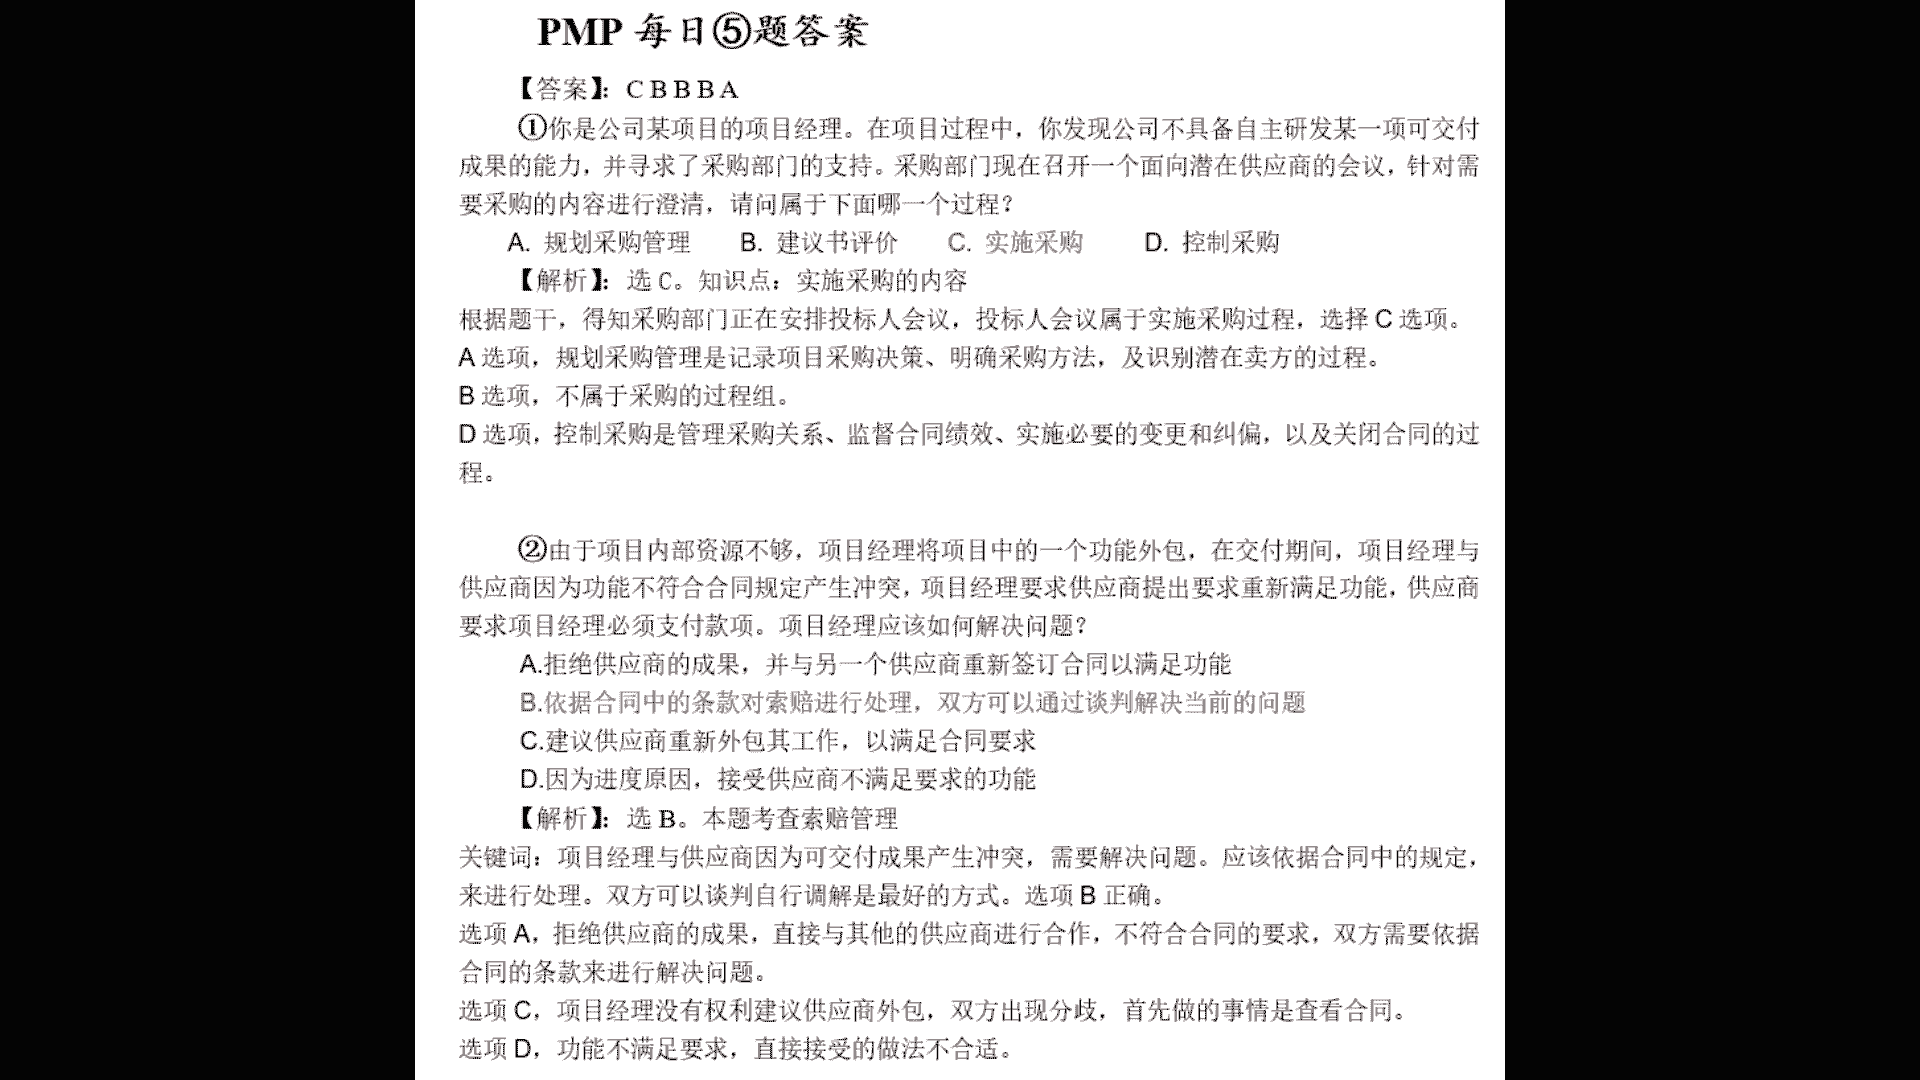 PMP 每日⑤题答案
【答案】：C B B B A
①你是公司某项目的项目经理。在项目过程中，你发现公司不具备自主研发某一项可交付
成果的能力，并寻求了采购部门的支持。采购部门现在召开一个面向潜在供应商的会议，针对需
要采购的内容进行澄清，请问属于下面哪一个过程？
A. 规划采购管理 B. 建议书评价 C. 实施采购 D. 控制采购
【解析】：选 C。知识点：实施采购的内容
根据题干，得知采购部门正在安排投标人会议，投标人会议属于实施采购过程，选择 C 选项。
A 选项，规划采购管理是记录项目采购决策、明确采购方法，及识别潜在卖方的过程。
B 选项，不属于采购的过程组。
D 选项，控制采购是管理采购关系、监督合同绩效、实施必要的变更和纠偏，以及关闭合同的过
程。
②由于项目内部资源不够，项目经理将项目中的一个功能外包，在交付期间，项目经理与
供应商因为功能不符合合同规定产生冲突，项目经理要求供应商提出要求重新满足功能，供应商
要求项目经理必须支付款项。项目经理应该如何解决问题？
A.拒绝供应商的成果，并与另一个供应商重新签订合同以满足功能
B.依据合同中的条款对索赔进行处理，双方可以通过谈判解决当前的问题
C.建议供应商重新外包其工作，以满足合同要求
D.因为进度原因，接受供应商不满足要求的功能
【解析】：选 B。本题考查索赔管理
关键词：项目经理与供应商因为可交付成果产生冲突，需要解决问题。应该依据合同中的规定，
来进行处理。双方可以谈判自行调解是最好的方式。选项 B 正确。
选项 A，拒绝供应商的成果，直接与其他的供应商进行合作，不符合合同的要求，双方需要依据
合同的条款来进行解决问题。
选项 C，项目经理没有权利建议供应商外包，双方出现分歧，首先做的事情是查看合同。
选项 D，功能不满足要求，直接接受的做法不合适。